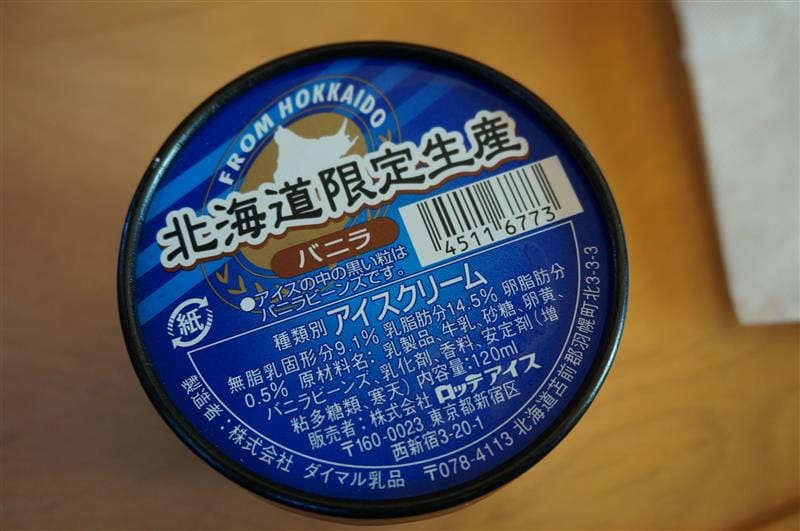 FROM HOKKAIDO
北海道限定生産
バニラ
4511 6773
●アイスの中の黒い粒は
バニラビーンズです。
紙
種類別 アイスクリーム
無脂乳固形分9.1% 乳脂肪分14.5% 卵脂肪分
0.5% 原材料名：乳製品、牛乳、砂糖、卵黄、
バニラビーンズ、乳化剤、香料、安定剤（増
粘多糖類、寒天）内容量：120ml
販売者：株式会社 ロッテアイス
〒160-0023 東京都新宿区
西新宿3-20-1
製造者：株式会社 ダイマル乳品 〒078-4113 北海道苫前郡羽幌町北3-3-3